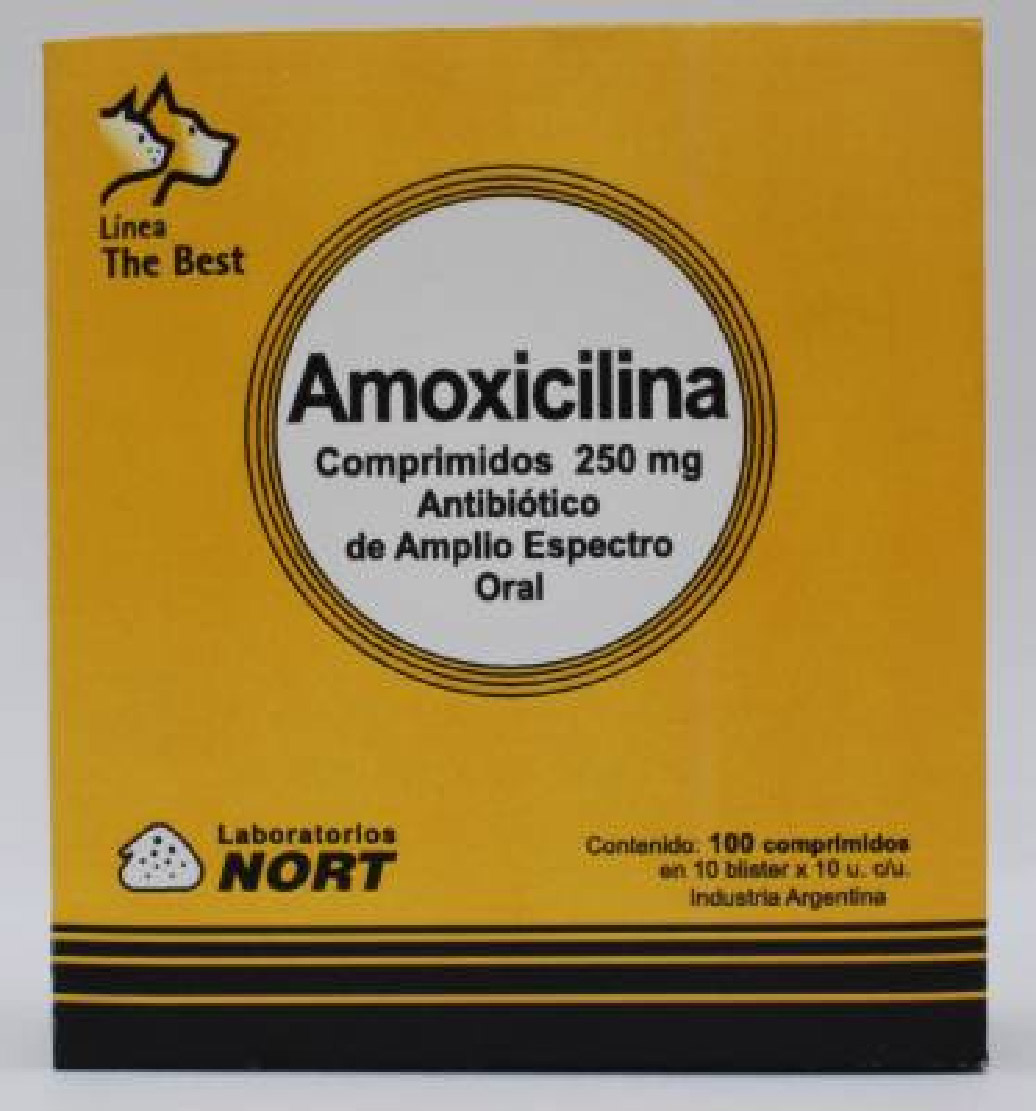 Línea
The Best
Amoxicilina
Comprimidos 250 mg
Antibiótico
de Amplio Espectro
Oral
Laboratorios
NORT
Contenido: 100 comprimidos
en 10 blister x 10 u. c/u.
Industria Argentina